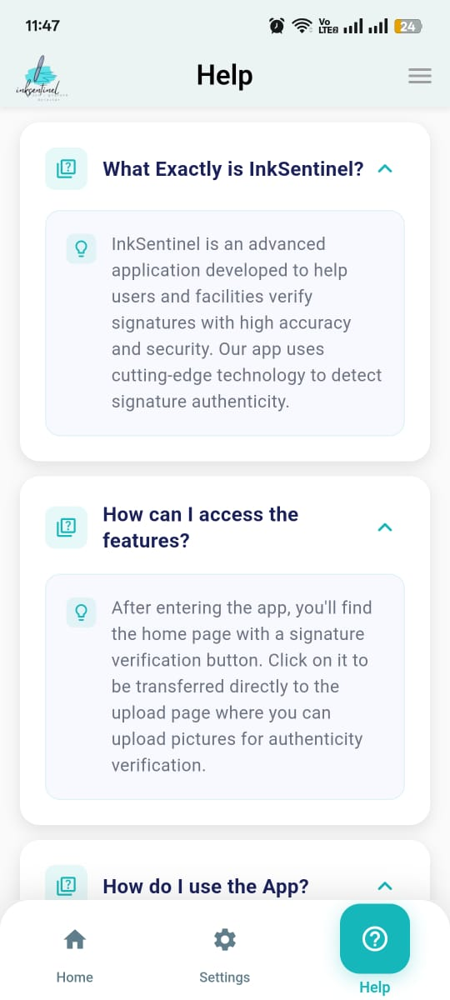 11:47
Vo
LTE2
24
inksentinel
Help
What Exactly is InkSentinel?
InkSentinel is an advanced
application developed to help
users and facilities verify
signatures with high accuracy
and security. Our app uses
cutting-edge technology to detect
signature authenticity.
How can I access the
features?
After entering the app, you'll find
the home page with a signature
verification button. Click on it to
be transferred directly to the
upload page where you can
upload pictures for authenticity
verification.
How do I use the App?
Home
Settings
Help